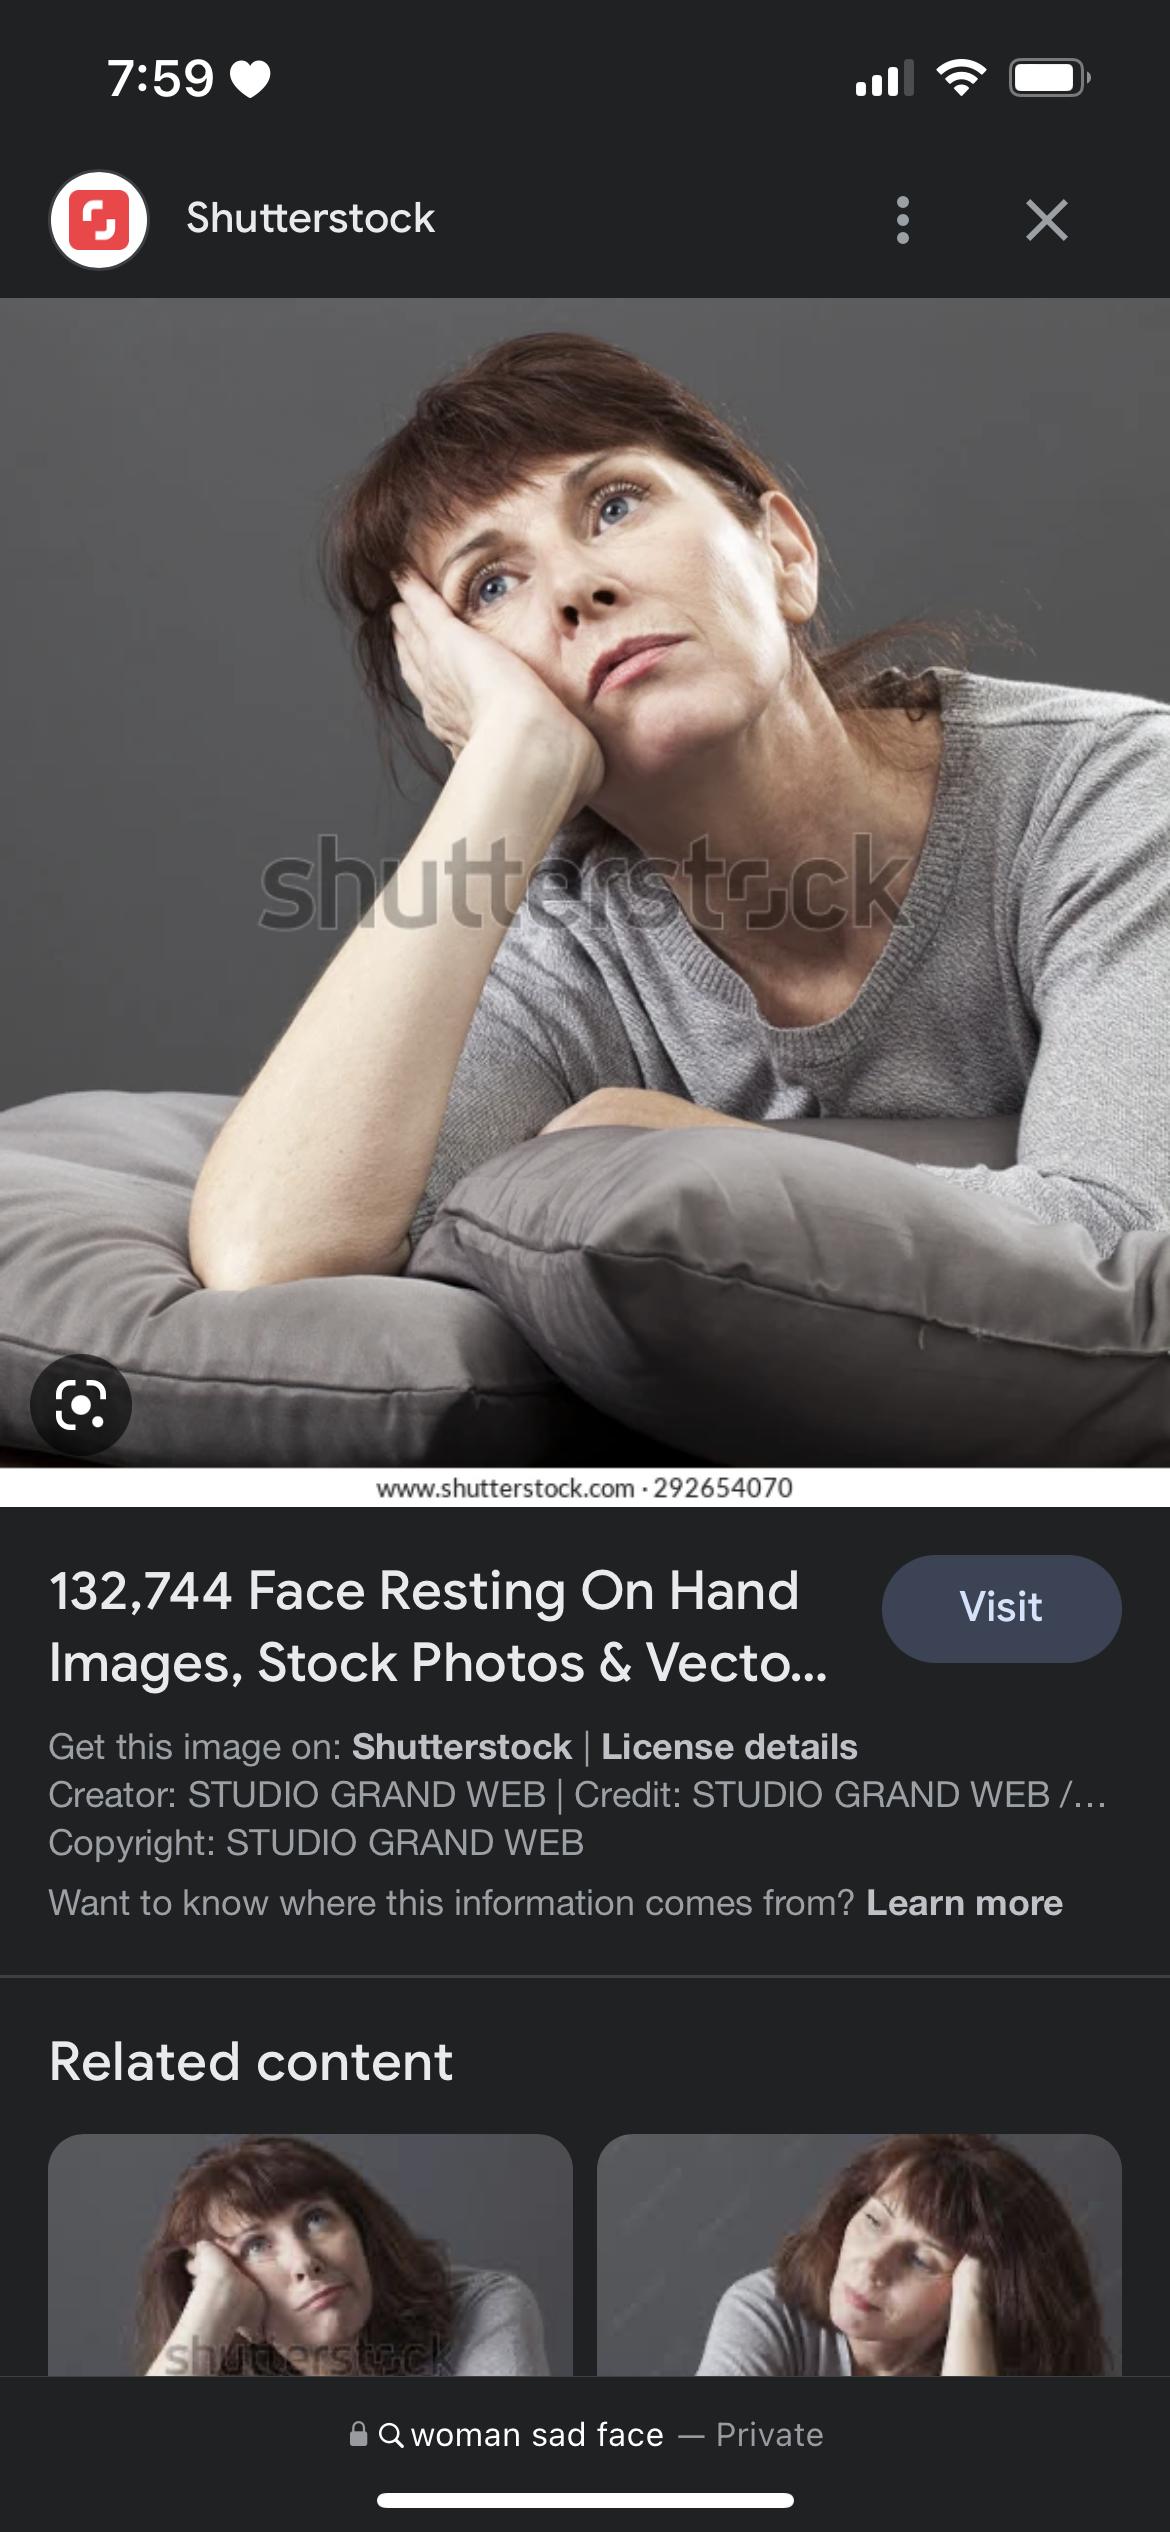 7:59
Shutterstock
shutterstock
www.shutterstock.com · 292654070
132,744 Face Resting On Hand
Images, Stock Photos & Vecto...
Visit
Get this image on: Shutterstock | License details
Creator: STUDIO GRAND WEB | Credit: STUDIO GRAND WEB /...
Copyright: STUDIO GRAND WEB
Want to know where this information comes from? Learn more
Related content
shutterstock
woman sad face — Private